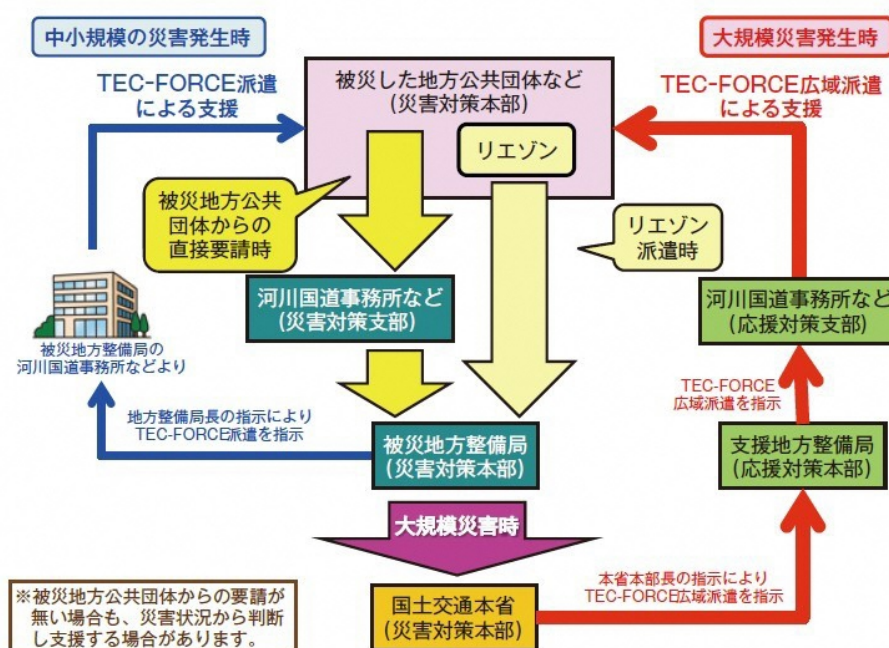 中小規模の災害発生時
大規模災害発生時
TEC-FORCE派遣
による支援
被災した地方公共団体など
(災害対策本部)
TEC-FORCE広域派遣
による支援
リエゾン
被災地方公共
団体からの
直接要請時
リエゾン
派遣時
河川国道事務所など
(災害対策支部)
河川国道事務所など
(応援対策支部)
被災地方整備局の
河川国道事務所などより
TEC-FORCE
広域派遣を指示
地方整備局長の指示により
TEC-FORCE派遣を指示
被災地方整備局
(災害対策本部)
支援地方整備局
(応援対策本部)
大規模災害時
本省本部長の指示により
TEC-FORCE広域派遣を指示
国土交通本省
(災害対策本部)
※被災地方公共団体からの要請が
無い場合も、災害状況から判断
し支援する場合があります。